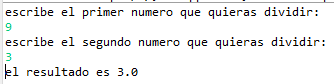 escribe el primer numero que quieras dividir:
9
escribe el segundo numero que quieras dividir:
3
el resultado es 3.0